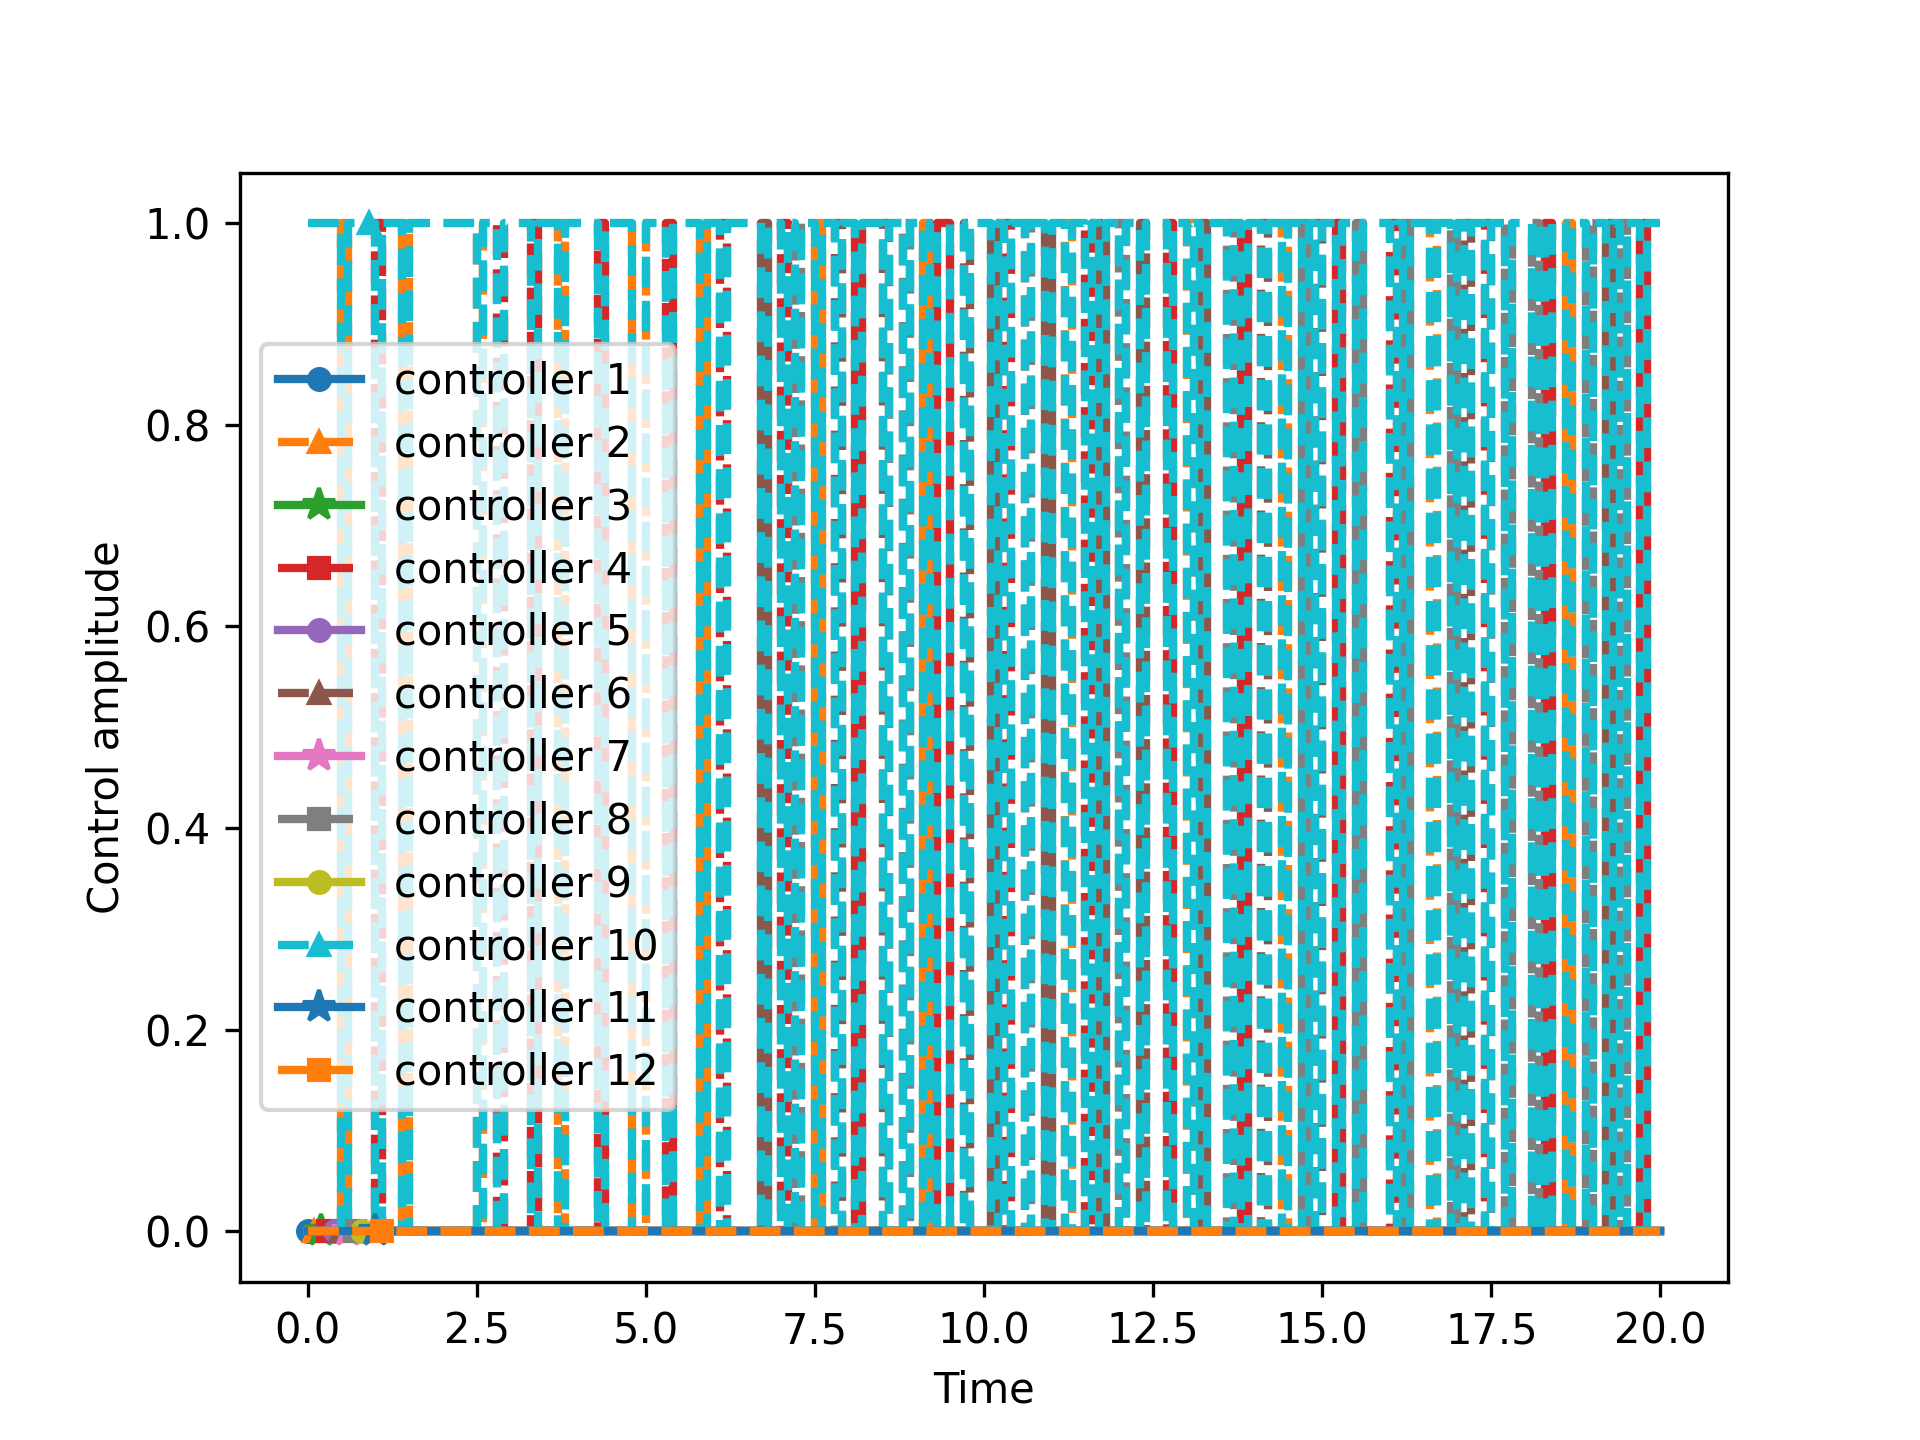 1.0
0.8
0.6
0.4
0.2
0.0
Control amplitude
controller 1
controller 2
controller 3
controller 4
controller 5
controller 6
controller 7
controller 8
controller 9
controller 10
controller 11
controller 12
0.0 2.5 5.0 7.5 10.0 12.5 15.0 17.5 20.0
Time